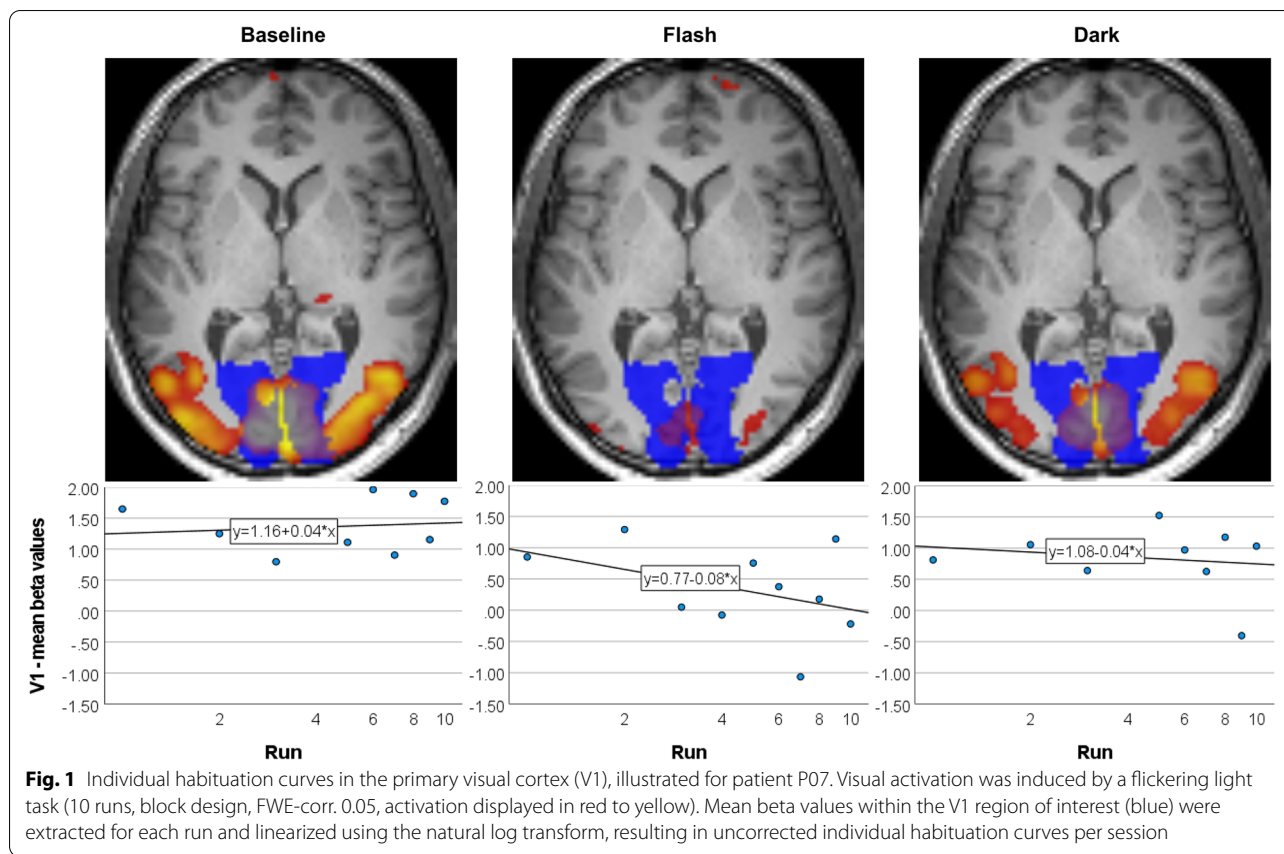 Baseline Flash Dark
2.00 2.00 2.00
1.50 1.50 1.50
1.00 1.00 1.00
.50 .50 .50
.00 .00 .00
-.50 -.50 -.50
-1.00 -1.00 -1.00
-1.50 -1.50 -1.50
V1 - mean beta values
y=1.16+0.04*x y=0.77-0.08*x y=1.08-0.04*x
2 4 6 8 10 2 4 6 8 10 2 4 6 8 10
Run Run Run
Fig. 1 Individual habituation curves in the primary visual cortex (V1), illustrated for patient P07. Visual activation was induced by a flickering light
task (10 runs, block design, FWE-corr. 0.05, activation displayed in red to yellow). Mean beta values within the V1 region of interest (blue) were
extracted for each run and linearized using the natural log transform, resulting in uncorrected individual habituation curves per session